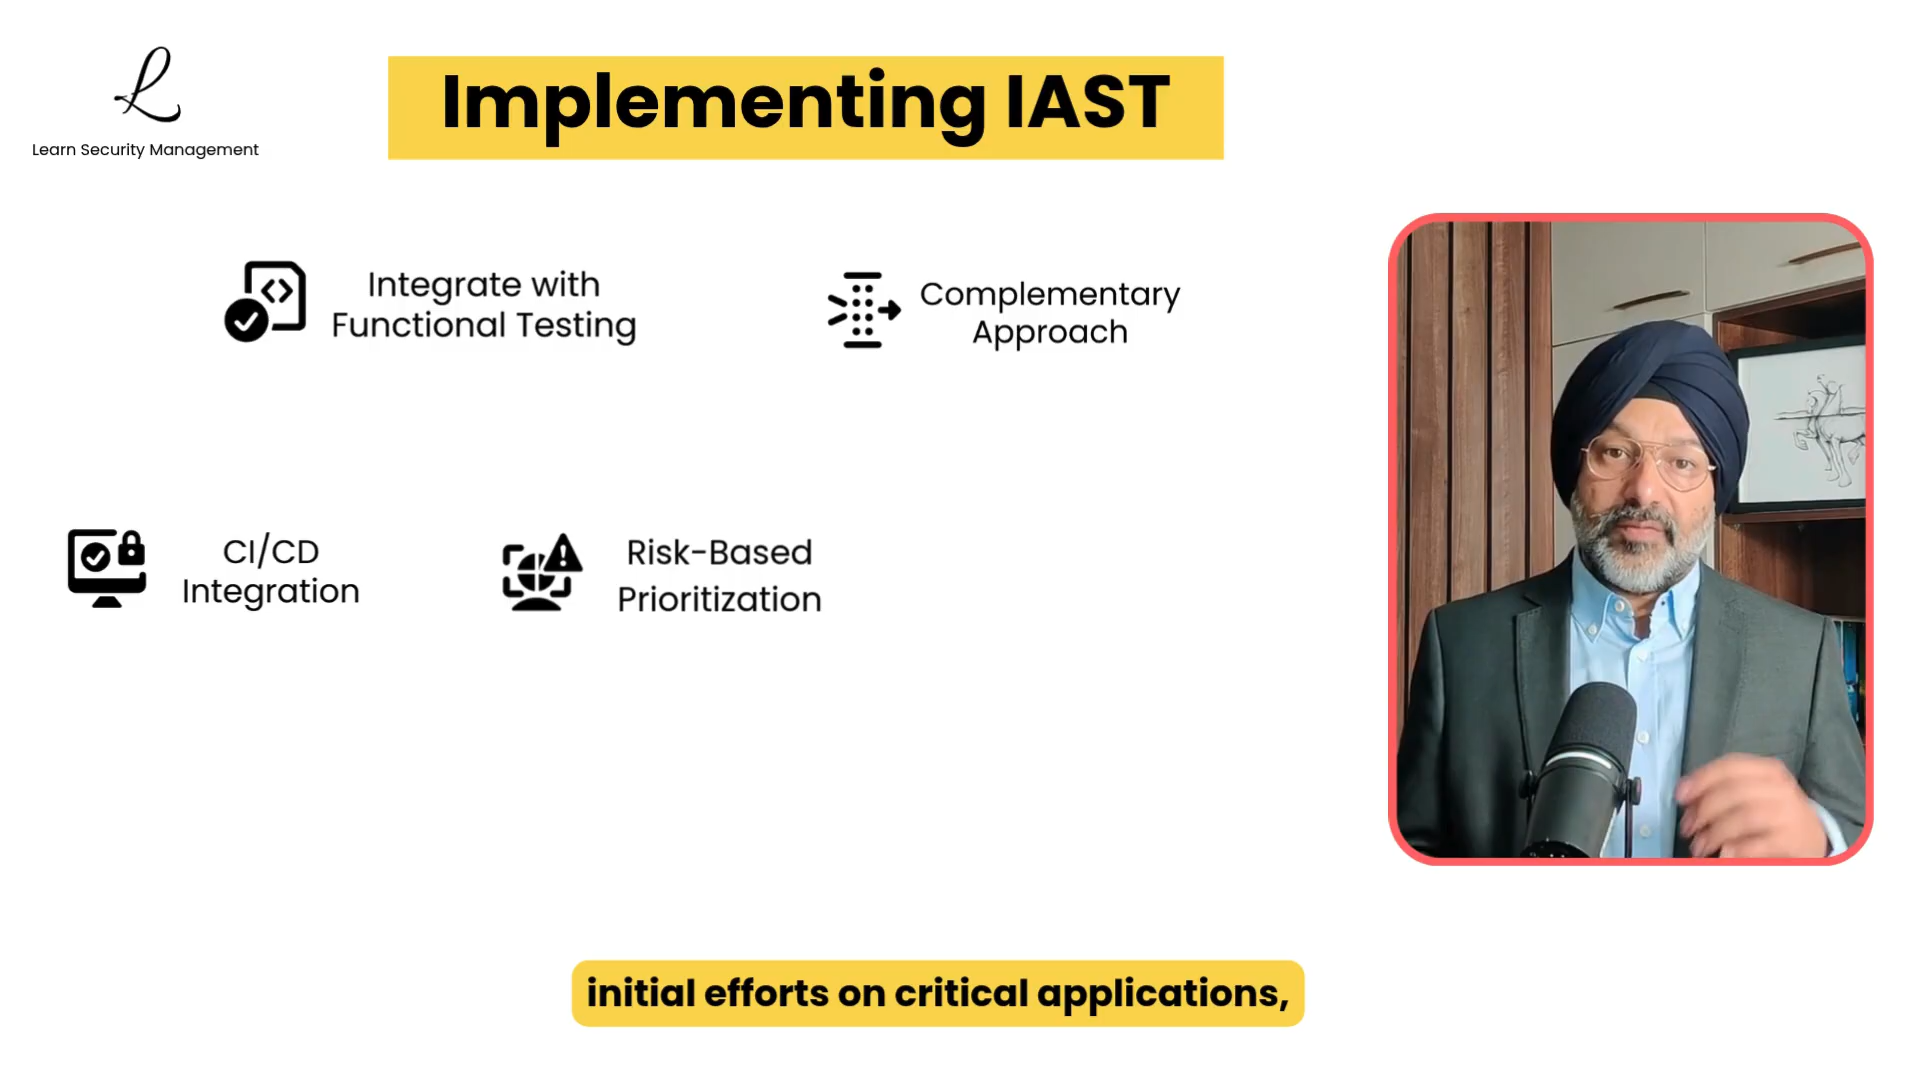 Learn Security Management
Implementing IAST
Integrate with
Functional Testing
Complementary
Approach
CI/CD
Integration
Risk-Based
Prioritization
initial efforts on critical applications,